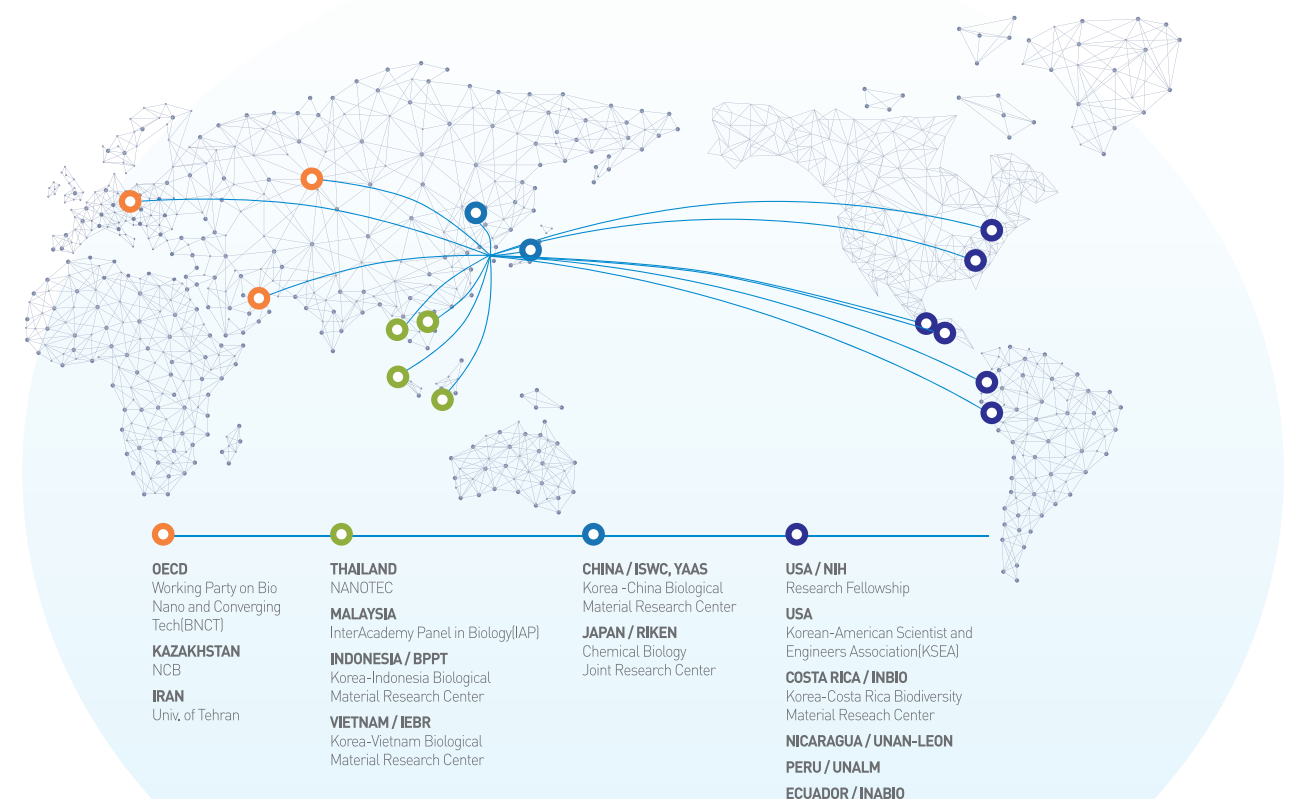 OECD
Working Party on Bio
Nano and Converging
Tech(BNCT)
KAZAKHSTAN
NCB
IRAN
Univ. of Tehran
THAILAND
NANOTEC
MALAYSIA
InterAcademy Panel in Biology(IAP)
INDONESIA / BPPT
Korea-Indonesia Biological
Material Research Center
VIETNAM / IEBR
Korea-Vietnam Biological
Material Research Center
CHINA / ISWC, YAAS
Korea -China Biological
Material Research Center
JAPAN / RIKEN
Chemical Biology
Joint Research Center
USA / NIH
Research Fellowship
USA
Korean-American Scientist and
Engineers Association(KSEA)
COSTA RICA / INBIO
Korea-Costa Rica Biodiversity
Material Reseach Center
NICARAGUA / UNAN-LEON
PERU / UNALM
ECUADOR / INABIO